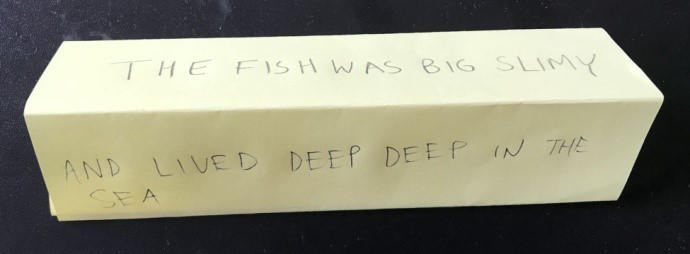 THE FISH WAS BIG SLIMY
AND LIVED DEEP DEEP IN THE
SEA